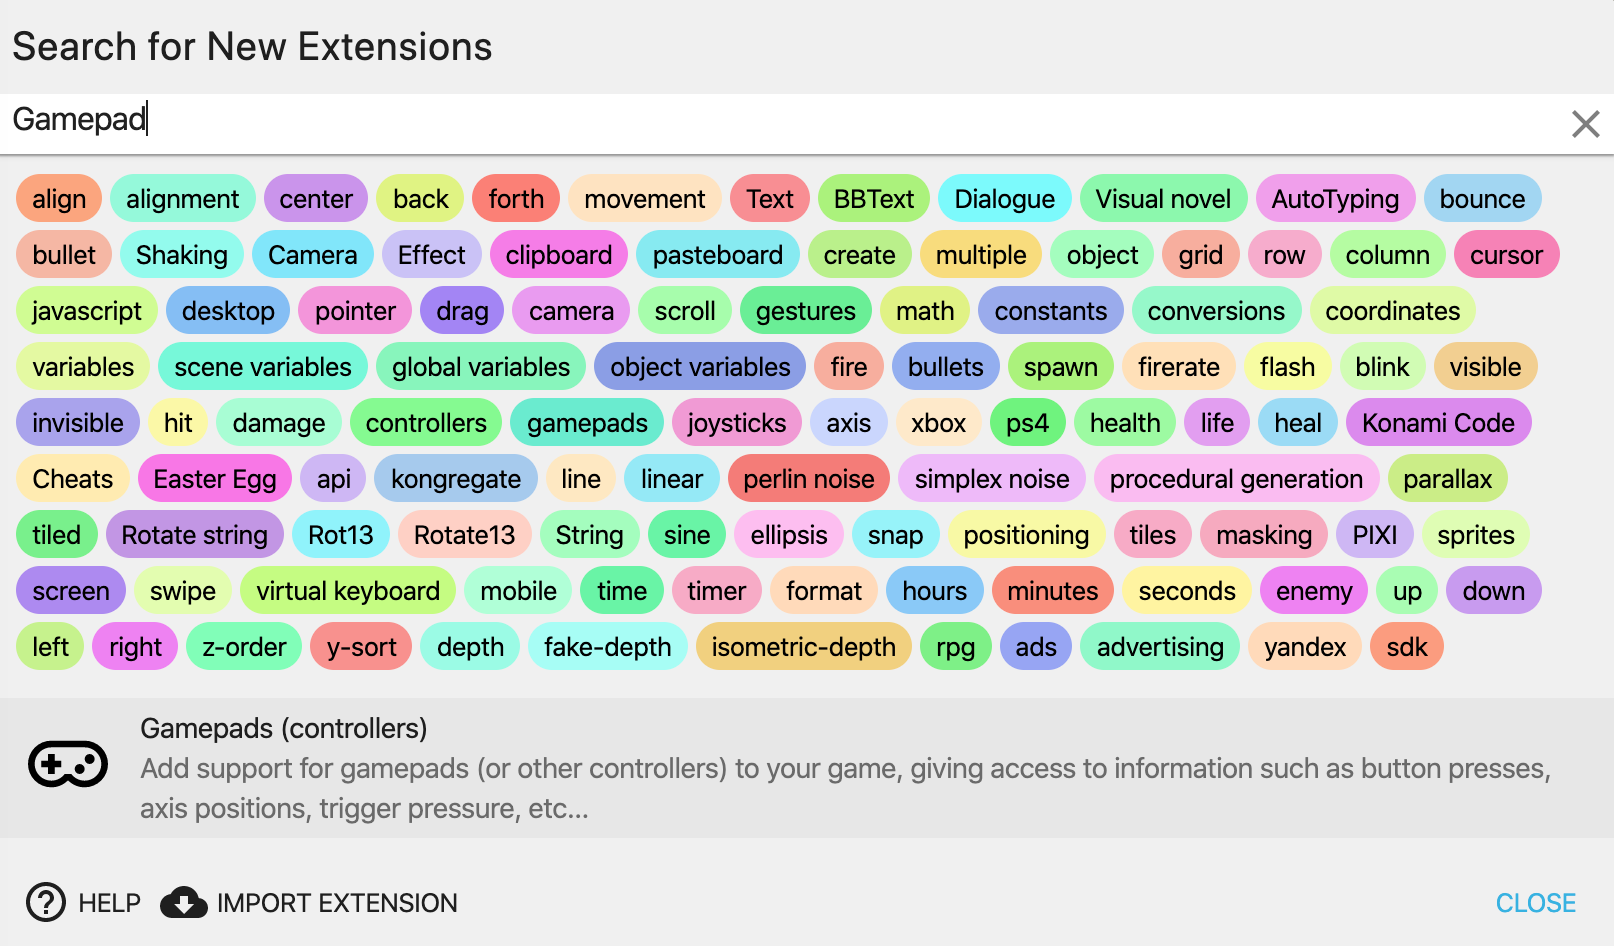 Search for New Extensions
Gamepad
align alignment center back forth movement Text BBText Dialogue Visual novel AutoTyping bounce
bullet Shaking Camera Effect clipboard pasteboard create multiple object grid row column cursor
javascript desktop pointer drag camera scroll gestures math constants conversions coordinates
variables scene variables global variables object variables fire bullets spawn firerate flash blink visible
invisible hit damage controllers gamepads joysticks axis xbox ps4 health life heal Konami Code
Cheats Easter Egg api kongregate line linear perlin noise simplex noise procedural generation parallax
tiled Rotate string Rot13 Rotate13 String sine ellipsis snap positioning tiles masking PIXI sprites
screen swipe virtual keyboard mobile time timer format hours minutes seconds enemy up down
left right z-order y-sort depth fake-depth isometric-depth rpg ads advertising yandex sdk
Gamepads (controllers)
Add support for gamepads (or other controllers) to your game, giving access to information such as button presses,
axis positions, trigger pressure, etc...
HELP IMPORT EXTENSION CLOSE